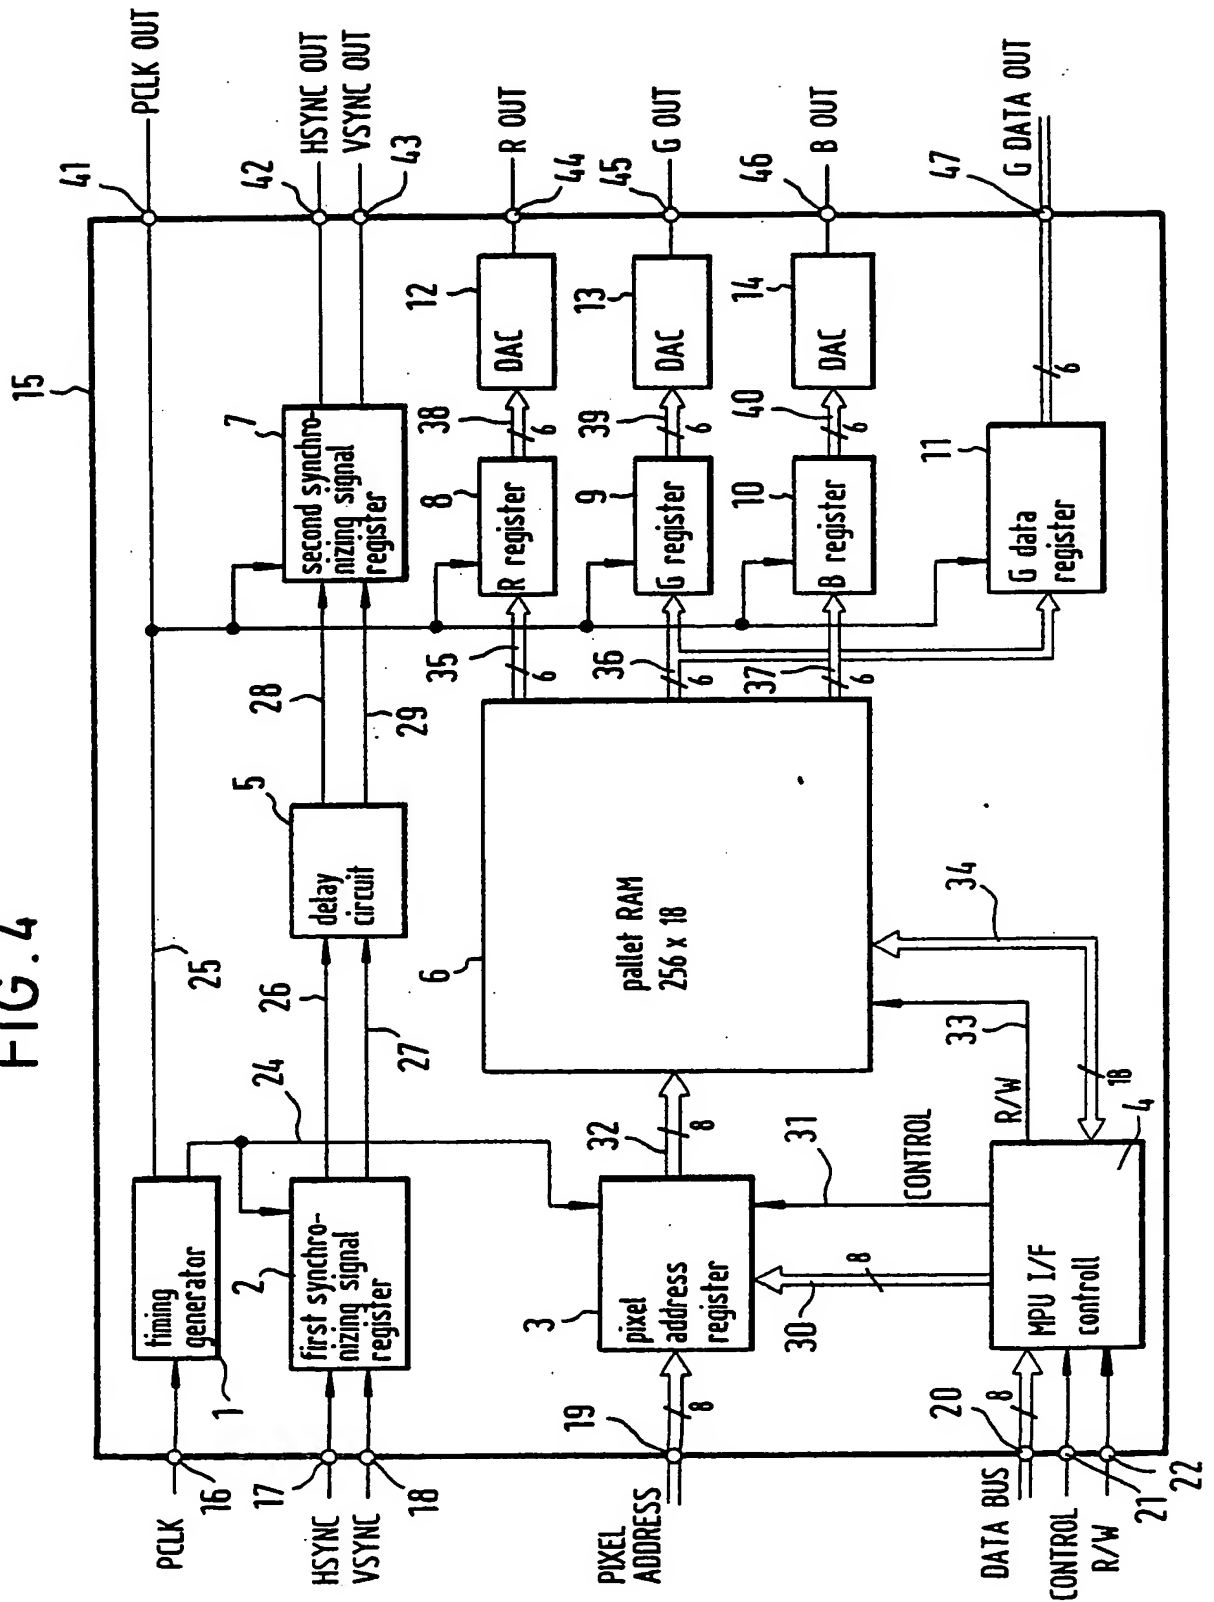 FIG. 4
15
PCLK
16
1
timing
generator
25
41
PCLK OUT
HSYNC
17
VSYNC
18
2
first synchro-
nizing signal
register
24
26
27
5
delay
circuit
28
29
7
second synchro-
nizing signal
register
42
HSYNC OUT
43
VSYNC OUT
PIXEL
ADDRESS
19
8
3
pixel
address
register
32
8
6
pallet RAM
256 x 18
35
6
8
R register
38
6
12
DAC
44
R OUT
36
6
9
G register
39
6
13
DAC
45
G OUT
37
6
10
B register
40
6
14
DAC
46
B OUT
30
8
31
CONTROL
DATA BUS
20
8
CONTROL
21
R/W
22
MPU I/F
controll
4
R/W
33
34
18
11
G data
register
6
47
G DATA OUT